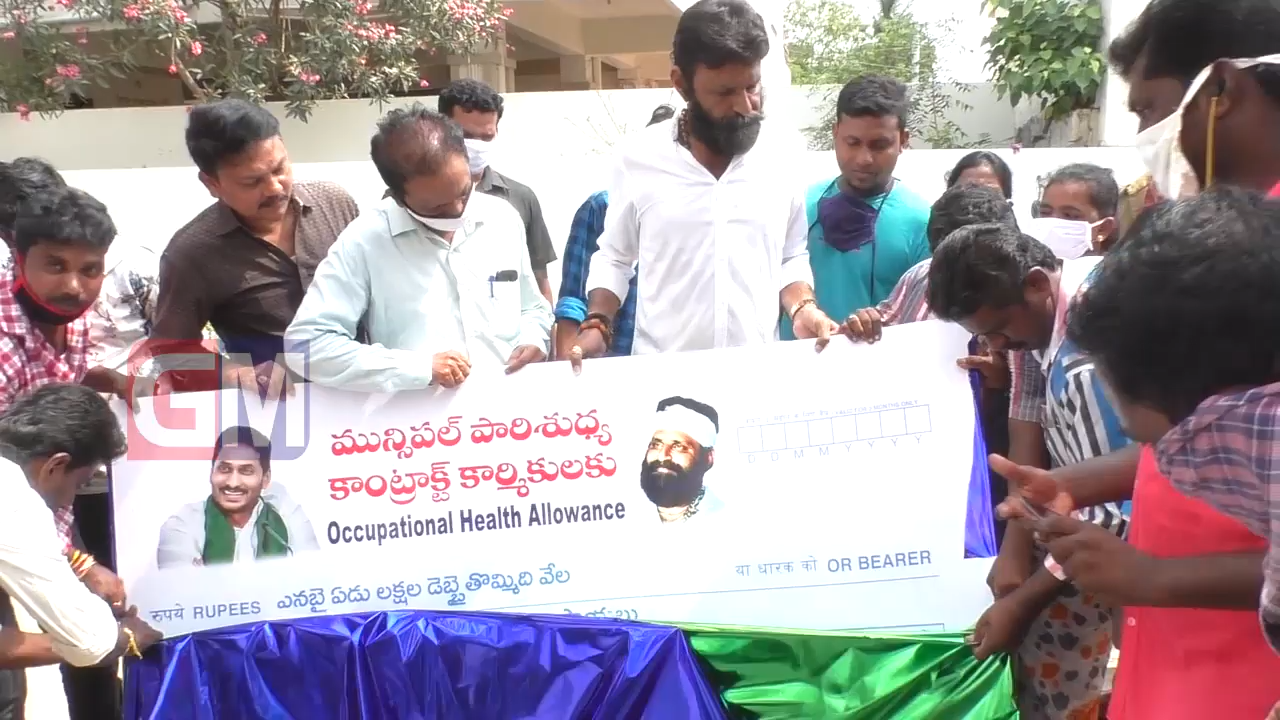 GM
మున్సిపల్ పారిశుధ్య
కాంట్రాక్ట్ కార్మికులకు
Occupational Health Allowance
D D M M Y Y Y Y
या धारक को OR BEARER
रुपये RUPEES ఎనభై ఏడు లక్షల డెబ్బై తొమ్మిది వేల